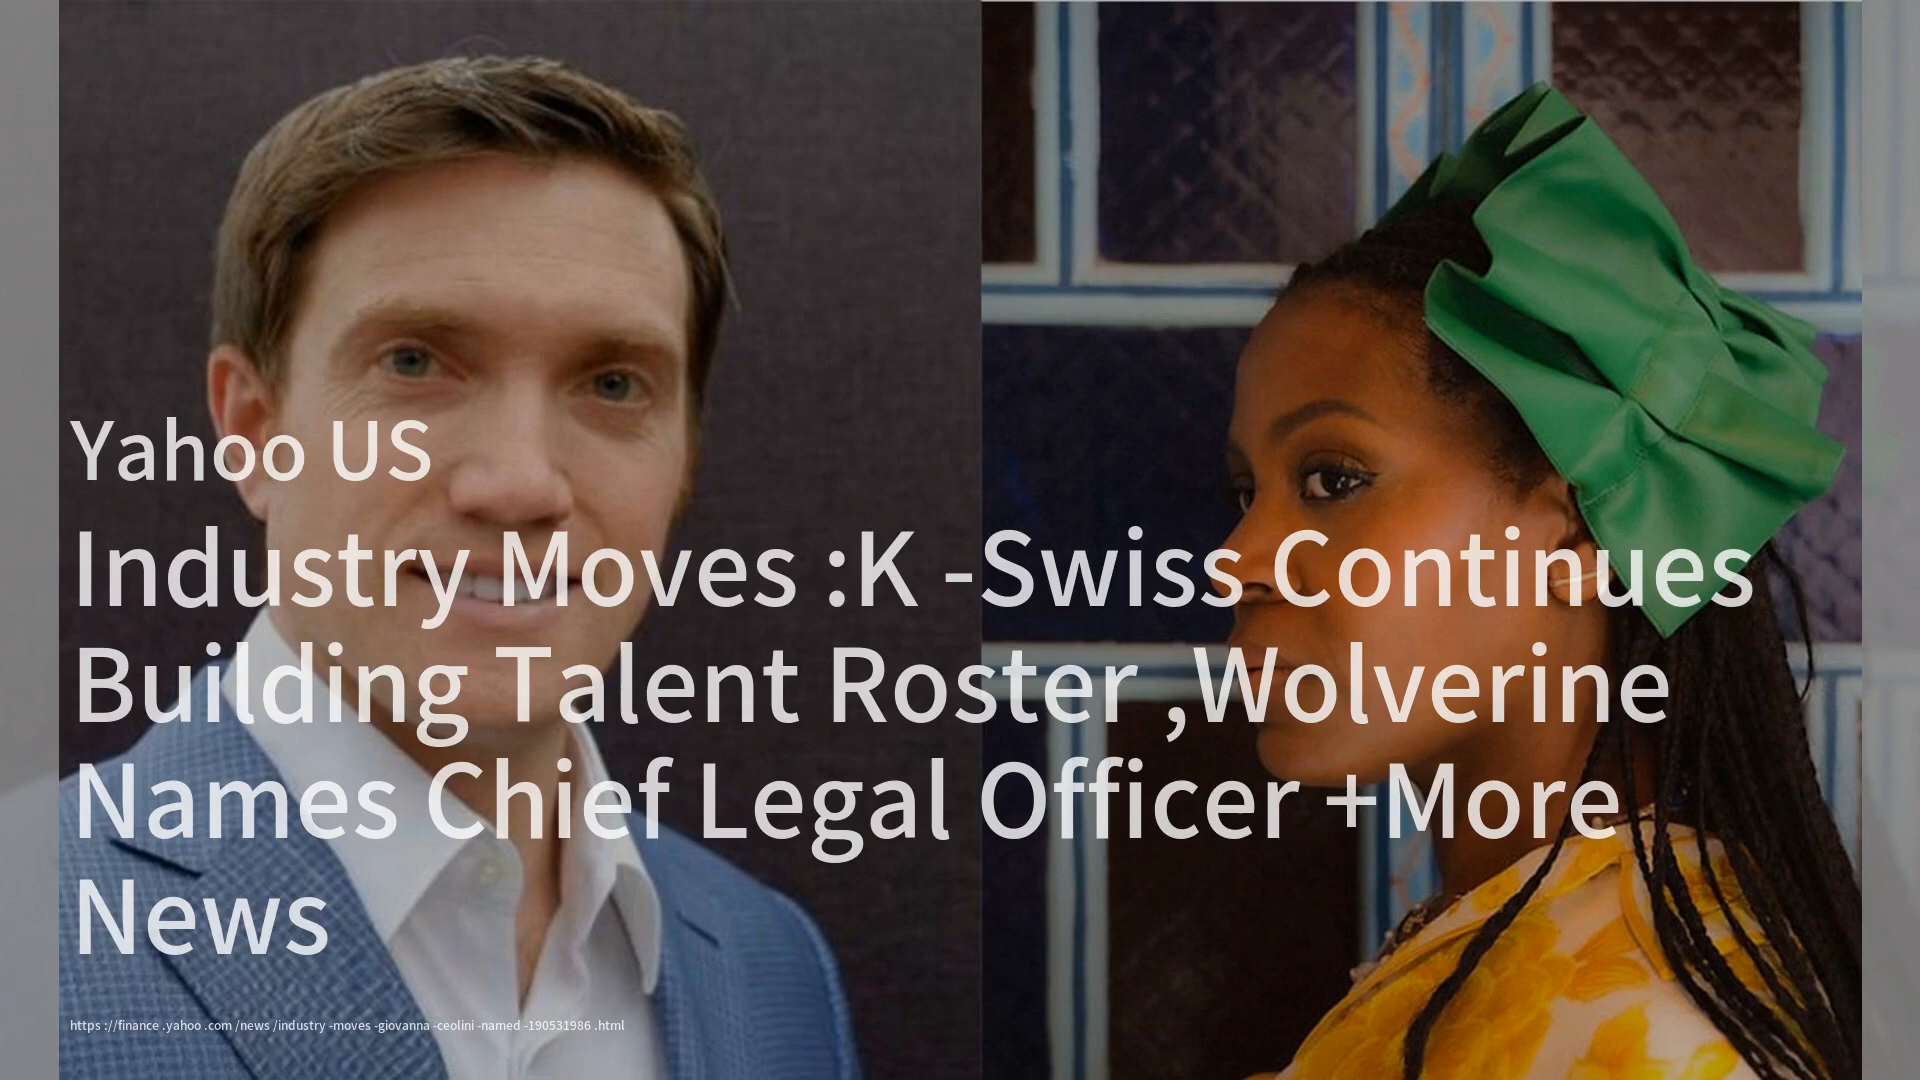 Yahoo US
Industry Moves :K -Swiss Continues
Building Talent Roster ,Wolverine
Names Chief Legal Officer +More
News
https ://finance .yahoo .com /news /industry -moves -giovanna -ceolini -named -190531986 .html